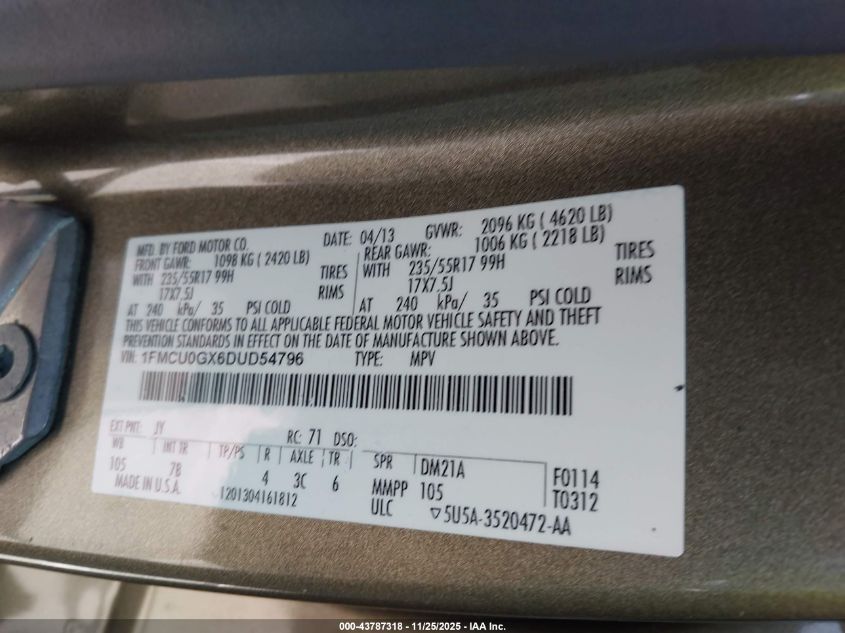 MFD. BY FORD MOTOR CO. DATE: 04/13 GVWR: 2096 KG ( 4620 LB)
FRONT GAWR: 1098 KG ( 2420 LB) REAR GAWR: 1006 KG ( 2218 LB)
WITH 235/55R17 99H TIRES WITH 235/55R17 99H TIRES
17X7.5J RIMS 17X7.5J RIMS
AT 240 kPa/ 35 PSI COLD AT 240 kPa/ 35 PSI COLD
THIS VEHICLE CONFORMS TO ALL APPLICABLE FEDERAL MOTOR VEHICLE SAFETY AND THEFT
PREVENTION STANDARDS IN EFFECT ON THE DATE OF MANUFACTURE SHOWN ABOVE.
VIN: 1FMCU0GX6DUD54796 TYPE: MPV
EXT PNT: JY RC: 71 DSO:
WB INT TR TP/PS R AXLE TR SPR DM21A F0114
105 7B 4 3C 6 MMPP 105 T0312
MADE IN U.S.A. 1201304161812 ULC ▽5U5A-3520472-AA
000-43787318 - 11/25/2025 - IAA Inc.